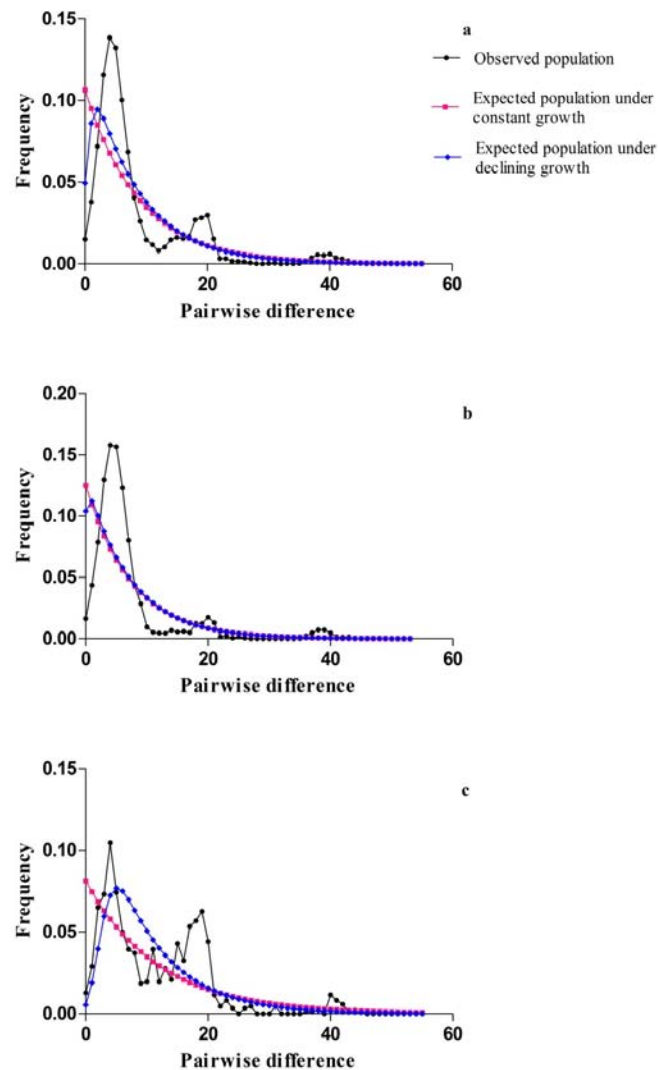 a
Observed population
Expected population under
constant growth
Expected population under
declining growth
0.15
0.10
0.05
0.00
Frequency
0 20 40 60
Pairwise difference
b
0.20
0.15
0.10
0.05
0.00
Frequency
0 20 40 60
Pairwise difference
c
0.15
0.10
0.05
0.00
Frequency
0 20 40 60
Pairwise difference